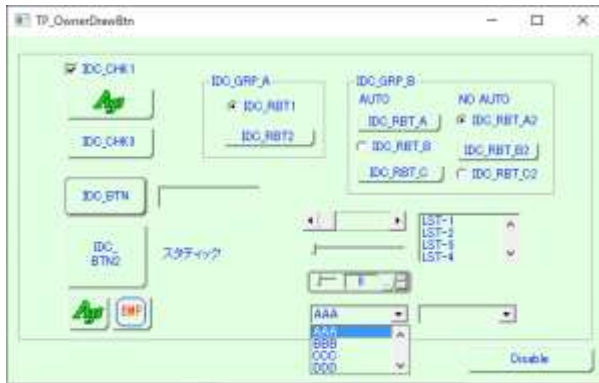 TP_OwnerDrawBtn
IDC_CHK1
IDC_CHK3
IDC_GRP_A
IDC_RBT1
IDC_RBT2
IDC_GRP_B
AUTO
NO AUTO
IDC_RBT_A
IDC_RBT_A2
IDC_RBT_B
IDC_RBT_B2
IDC_RBT_C
IDC_RBT_C2
IDC_BTN
IDC_
BTN2
スタティック
LST-1
LST-2
LST-3
LST-4
BMP
AAA
AAA
BBB
CCC
DDD
Disable